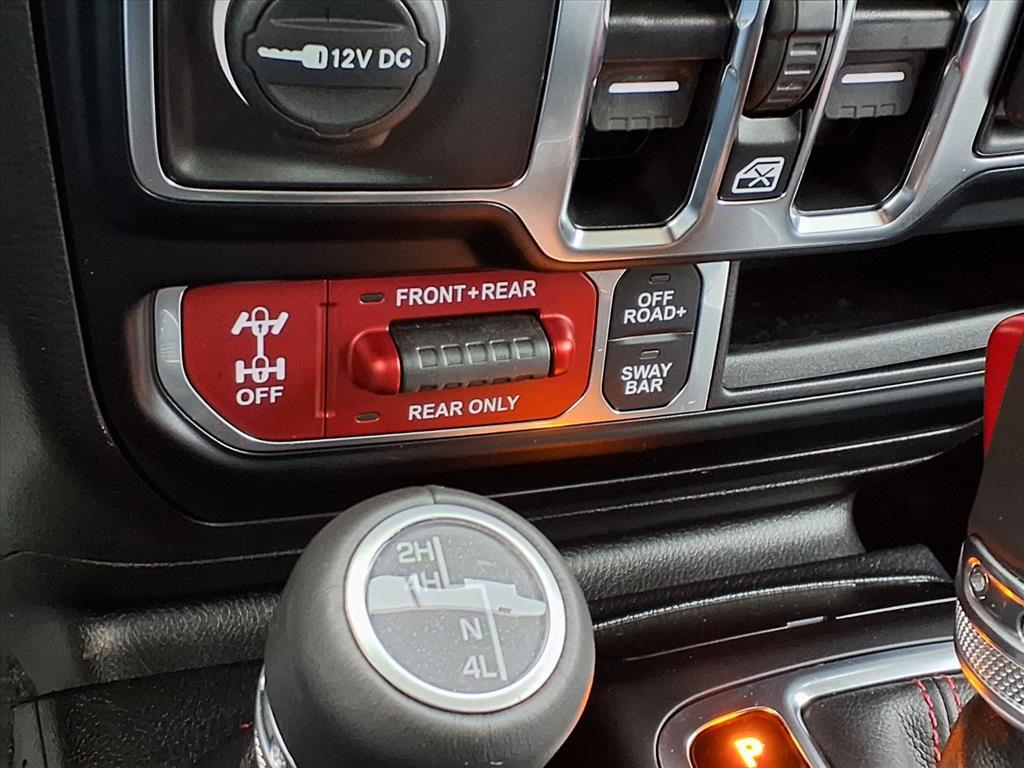 12V DC
FRONT+REAR
OFF
REAR ONLY
OFF
ROAD+
SWAY
BAR
2H
4H
N
4L
P